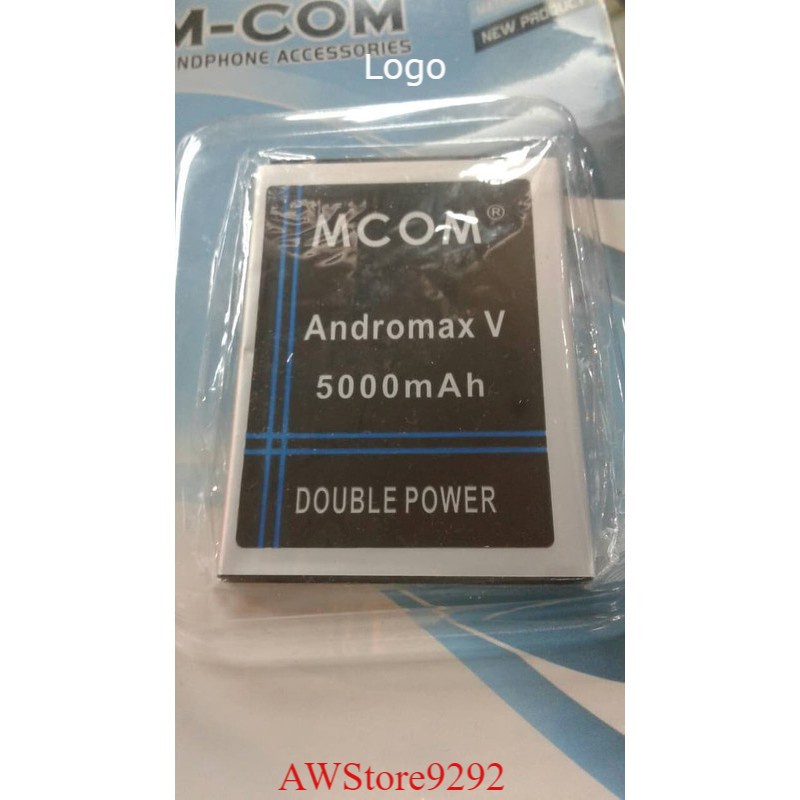 M-COM
NDPHONE ACCESSORIES
NEW PRODUCT
Logo
MCOM®
Andromax V
5000mAh
DOUBLE POWER
AWStore9292